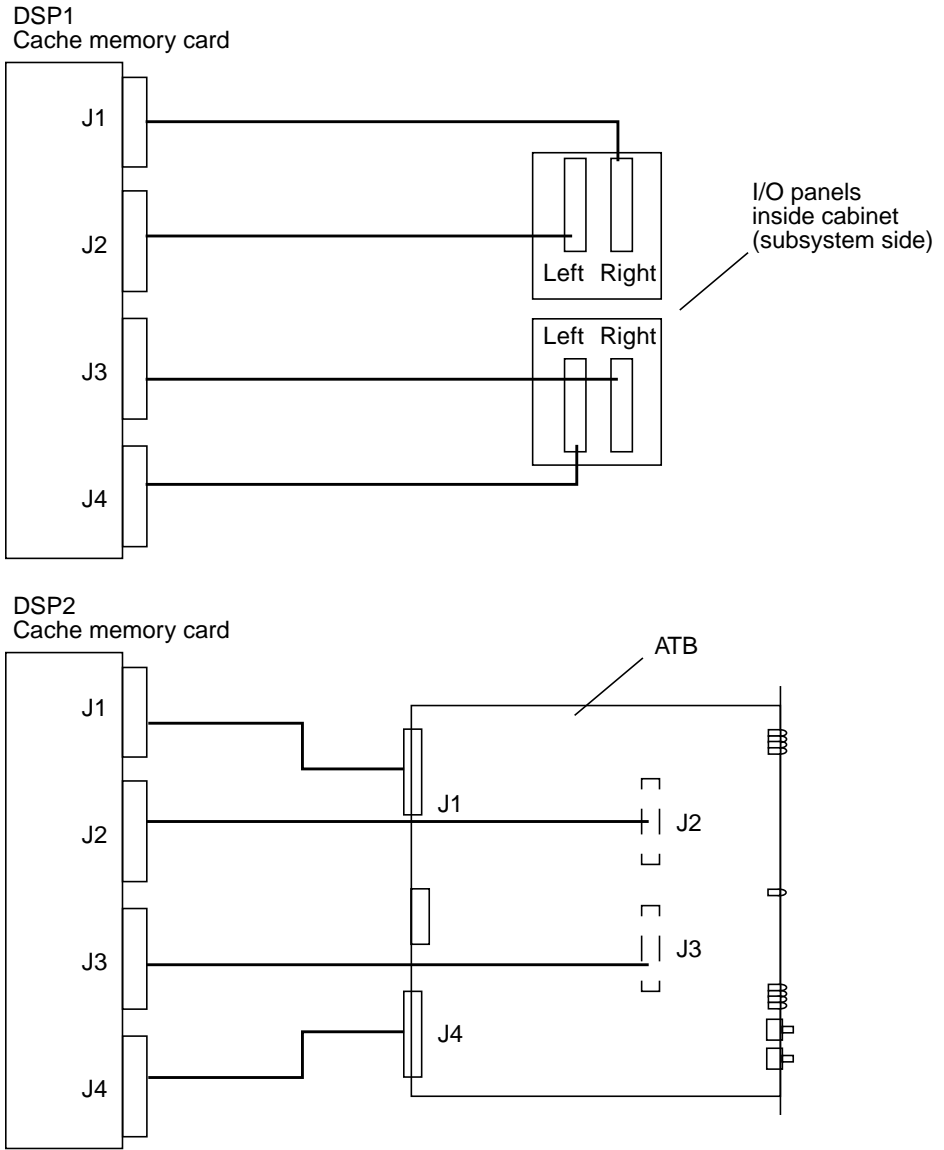 DSP1
Cache memory card
J1
J2
J3
J4
Left Right
Left Right
I/O panels
inside cabinet
(subsystem side)
DSP2
Cache memory card
J1
J2
J3
J4
ATB
J1
J2
J3
J4